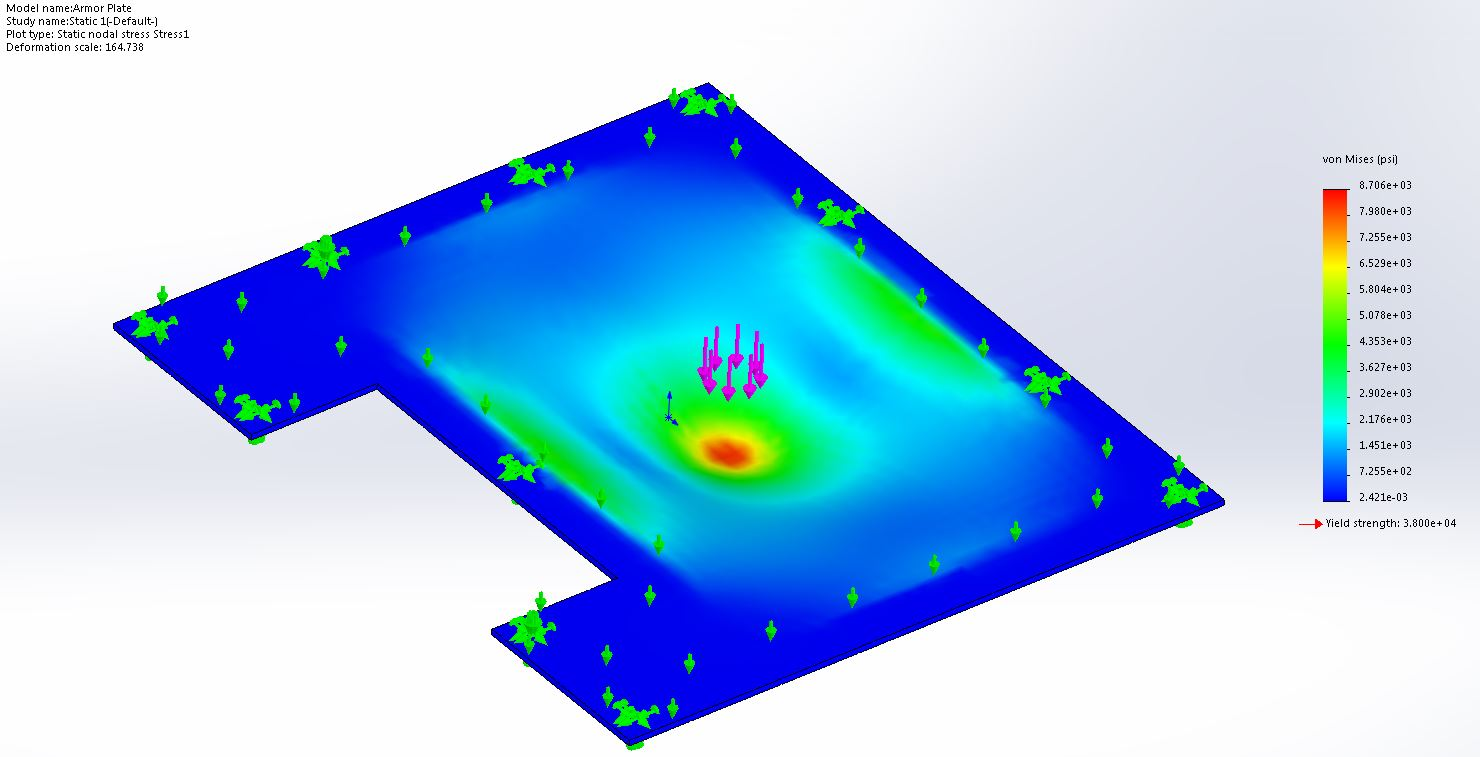 Model name:Armor Plate
Study name:Static 1(-Default-)
Plot type: Static nodal stress Stress1
Deformation scale: 164.738
von Mises (psi)
8.706e+03
7.980e+03
7.255e+03
6.529e+03
5.804e+03
5.078e+03
4.353e+03
3.627e+03
2.902e+03
2.176e+03
1.451e+03
7.255e+02
2.421e-03
Yield strength: 3.800e+04